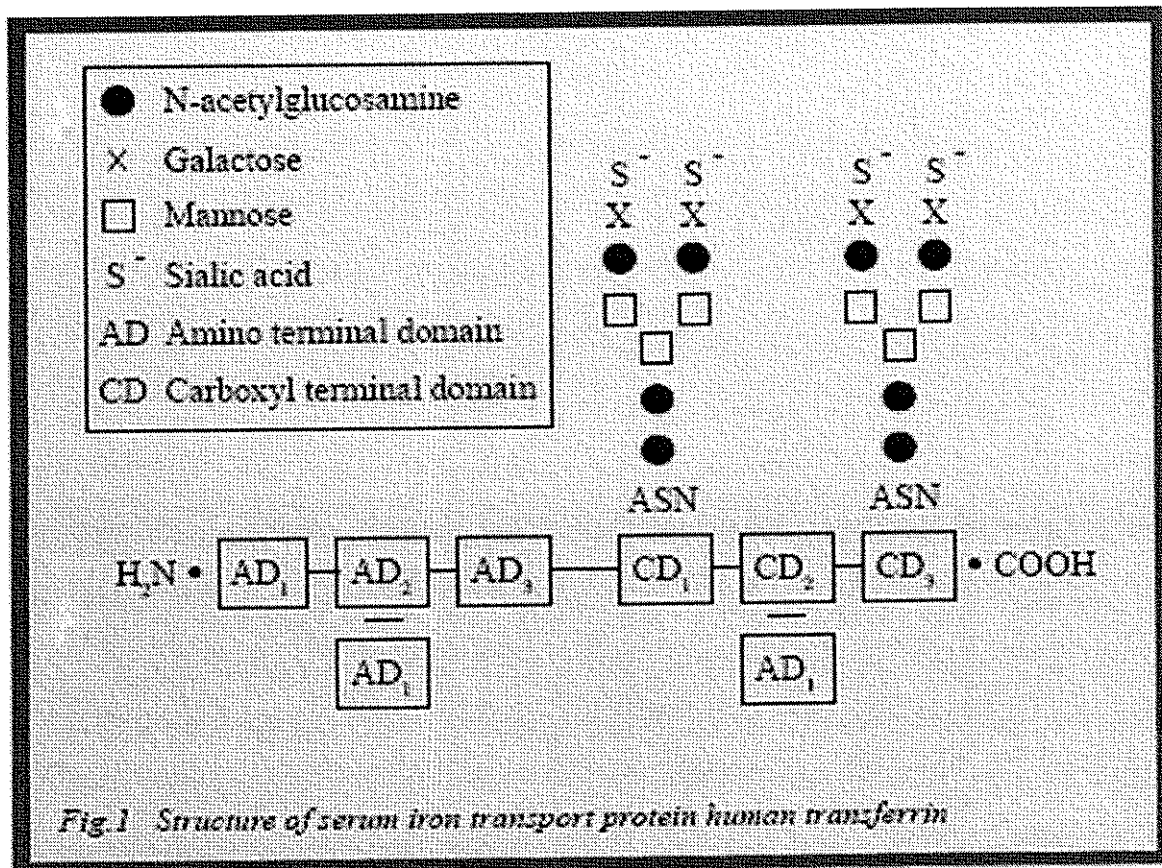 N-acetylglucosamine
X Galactose
Mannose
S⁻ Sialic acid
AD Amino terminal domain
CD Carboxyl terminal domain
S⁻ S⁻ S⁻ S⁻
X X X X
ASN ASN
H₂N • AD₁ AD₂ AD₃ CD₁ CD₂ CD₃ • COOH
AD₁ AD₁
Fig.1 Structure of serum iron transport protein human transferrin